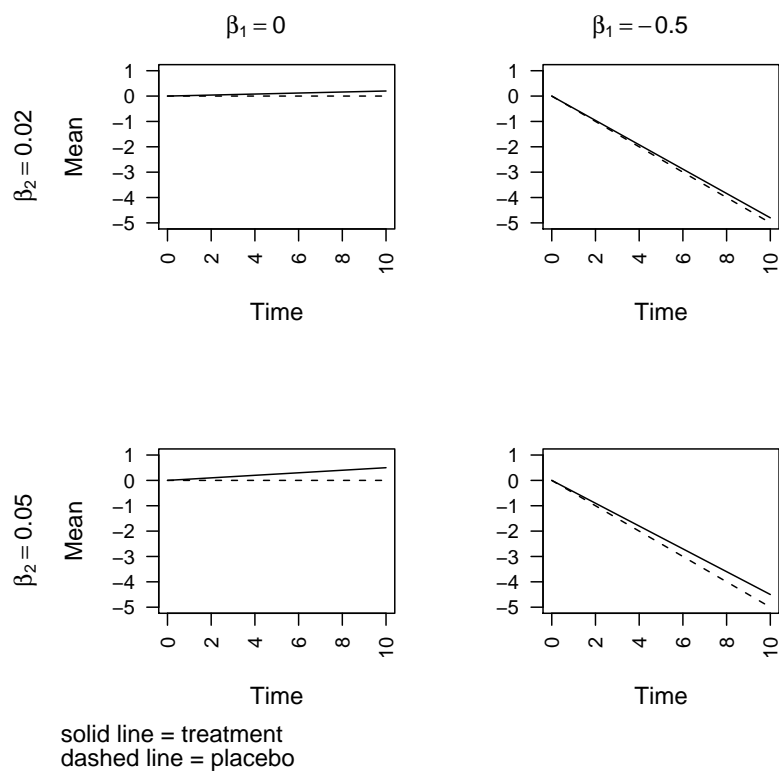 β1 = 0
β1 = −0.5
β2 = 0.02
Mean
1
0
−1
−2
−3
−4
−5
0 2 4 6 8 10
Time
1
0
−1
−2
−3
−4
−5
0 2 4 6 8 10
Time
β2 = 0.05
Mean
1
0
−1
−2
−3
−4
−5
0 2 4 6 8 10
Time
1
0
−1
−2
−3
−4
−5
0 2 4 6 8 10
Time
solid line = treatment
dashed line = placebo